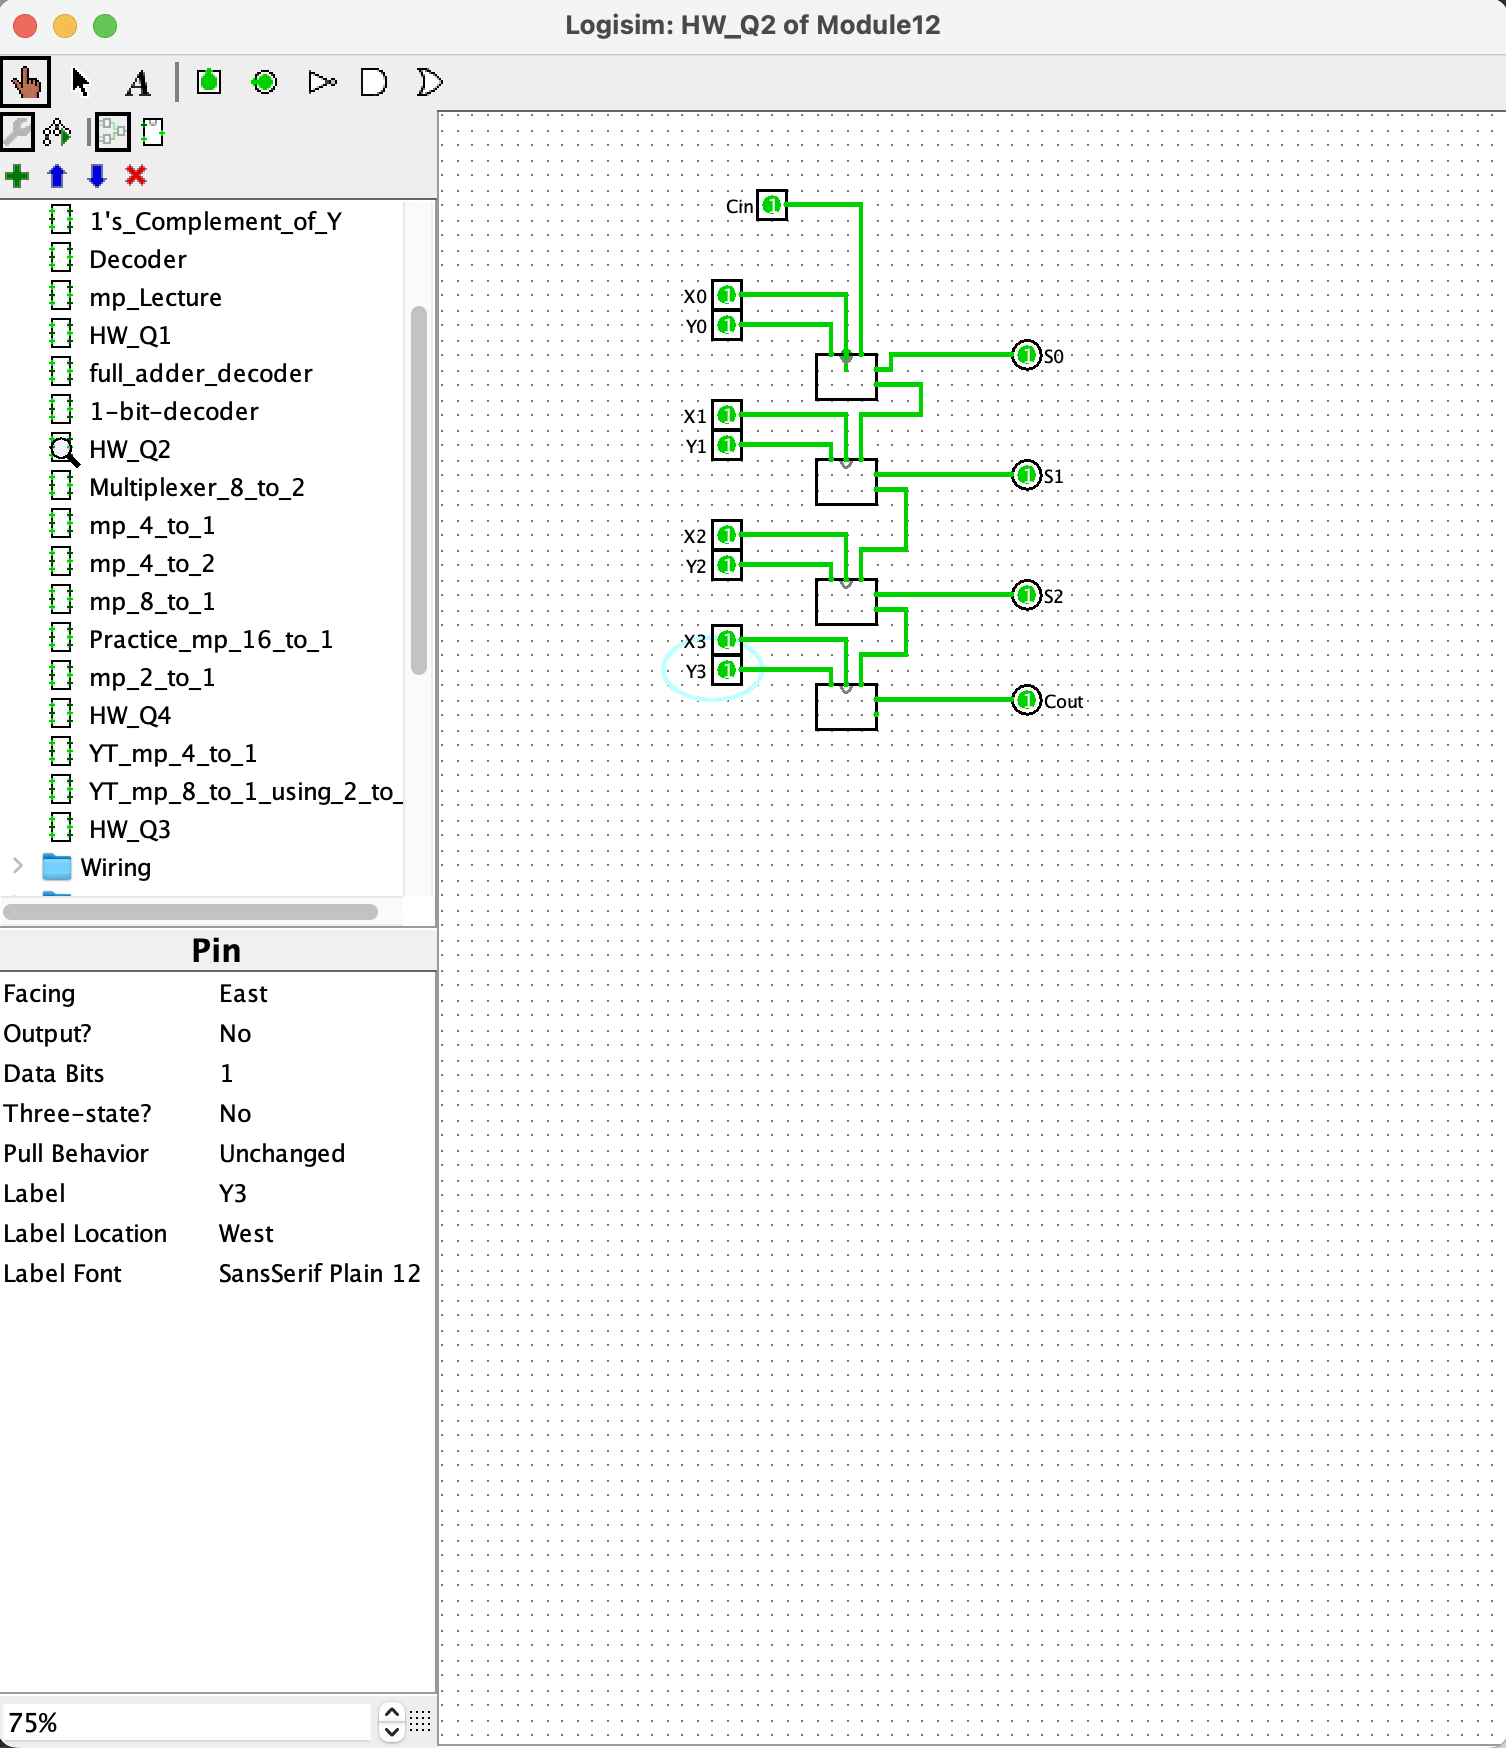 Logisim: HW_Q2 of Module12
A
1's_Complement_of_Y
Decoder
mp_Lecture
HW_Q1
full_adder_decoder
1-bit-decoder
HW_Q2
Multiplexer_8_to_2
mp_4_to_1
mp_4_to_2
mp_8_to_1
Practice_mp_16_to_1
mp_2_to_1
HW_Q4
YT_mp_4_to_1
YT_mp_8_to_1_using_2_to_
HW_Q3
Wiring
Pin
Facing East
Output? No
Data Bits 1
Three-state? No
Pull Behavior Unchanged
Label Y3
Label Location West
Label Font SansSerif Plain 12
75%
Cin 1
X0 1
Y0 1
1 S0
X1 1
Y1 1
1 S1
X2 1
Y2 1
1 S2
X3 1
Y3 1
1 Cout